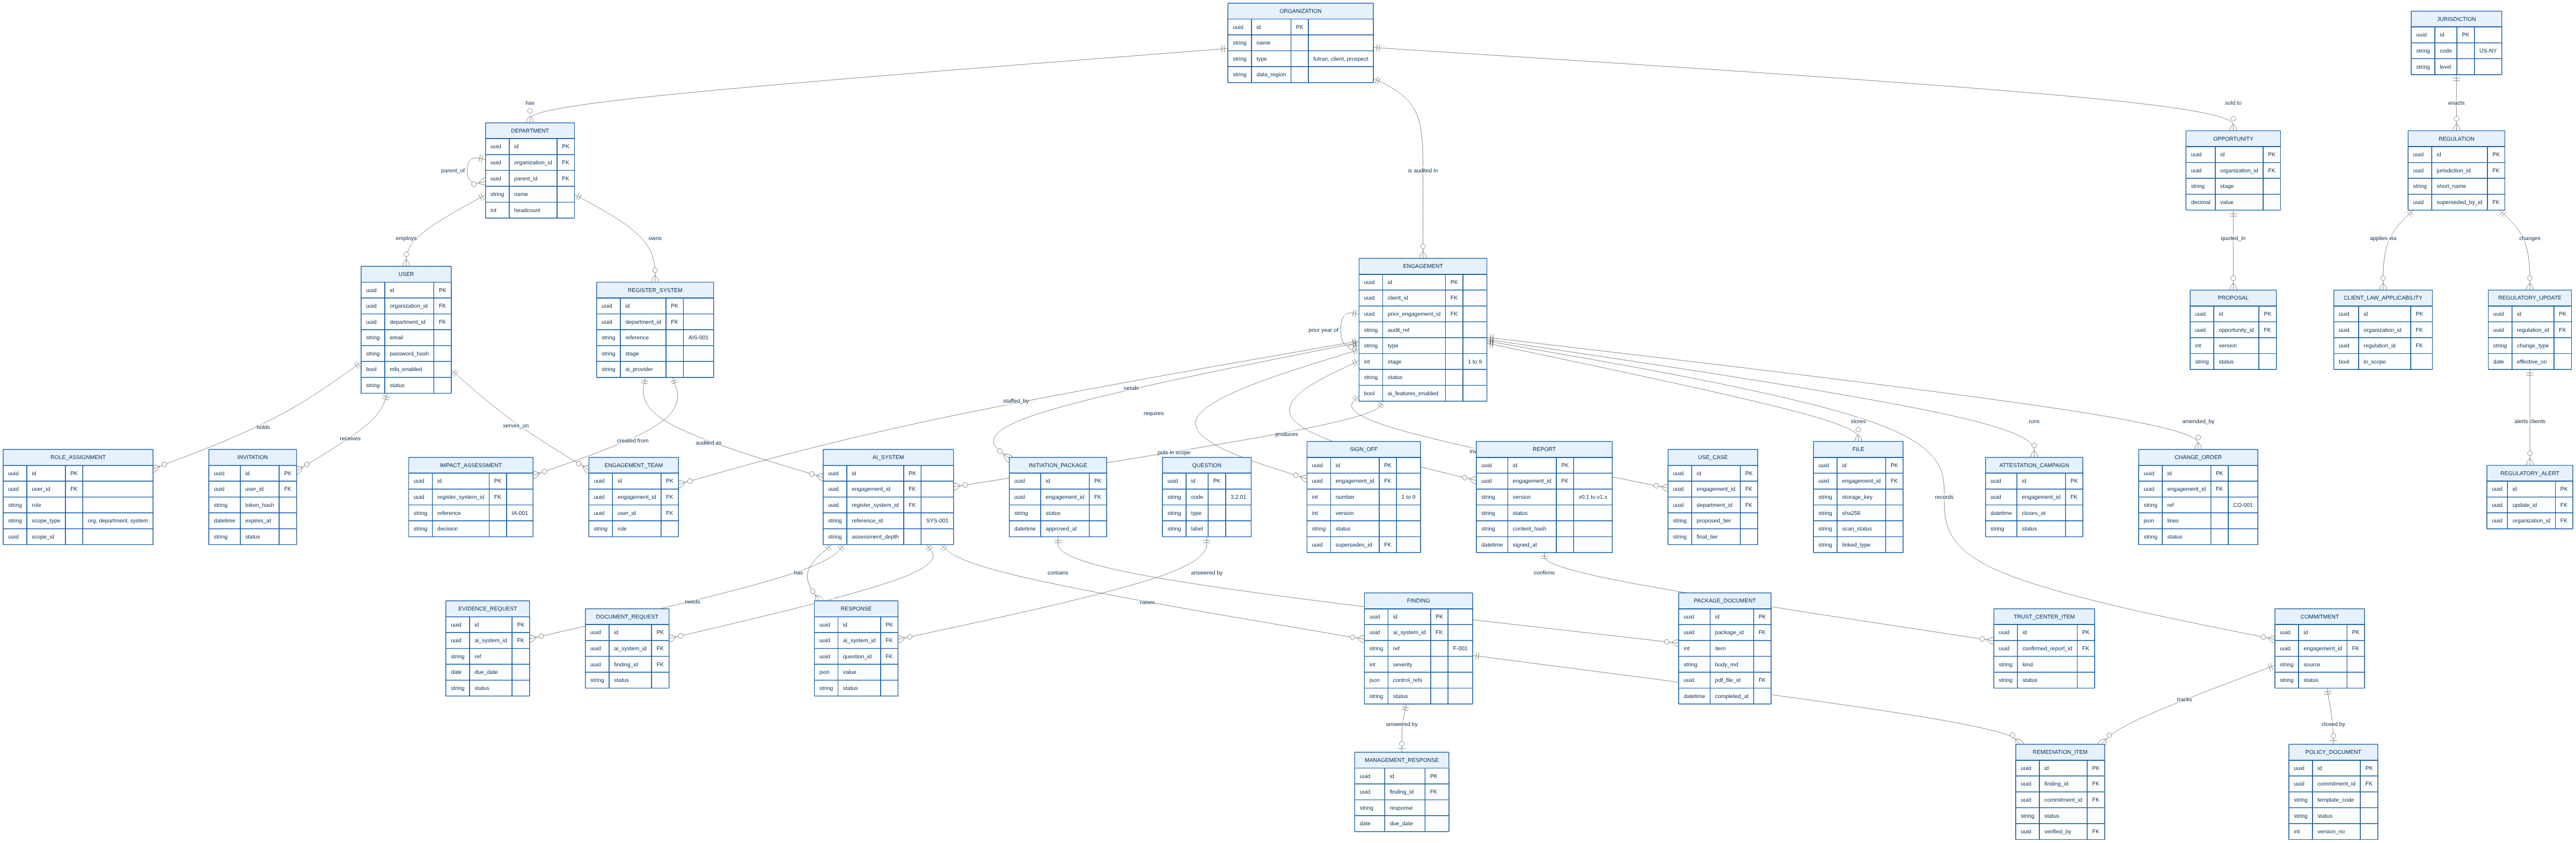 ORGANIZATION
uuid id PK
string name
string type futran, client, prospect
string data_region
JURISDICTION
uuid id PK
string code US-NY
string level
has
sold to
enacts
DEPARTMENT
uuid id PK
uuid organization_id FK
uuid parent_id FK
string name
int headcount
parent_of
is audited in
OPPORTUNITY
uuid id PK
uuid organization_id FK
string stage
decimal value
REGULATION
uuid id PK
uuid jurisdiction_id FK
string short_name
uuid superseded_by_id FK
employs
owns
quoted_in
applies via
changes
USER
uuid id PK
uuid organization_id FK
uuid department_id FK
string email
string password_hash
bool mfa_enabled
string status
REGISTER_SYSTEM
uuid id PK
uuid department_id FK
string reference AIS-001
string stage
string ai_provider
ENGAGEMENT
uuid id PK
uuid client_id FK
uuid prior_engagement_id FK
string audit_ref
string type
int stage 1 to 9
string status
bool ai_features_enabled
prior year of
PROPOSAL
uuid id PK
uuid opportunity_id FK
int version
string status
CLIENT_LAW_APPLICABILITY
uuid id PK
uuid organization_id FK
uuid regulation_id FK
bool in_scope
REGULATORY_UPDATE
uuid id PK
uuid regulation_id FK
string change_type
date effective_on
holds
receives
serves_on
created from
audited as
staffed_by
sends
requires
produces
puts in scope
inv
stores
records
runs
amended_by
alerts clients
ROLE_ASSIGNMENT
uuid id PK
uuid user_id FK
string role
string scope_type org, department, system
uuid scope_id
INVITATION
uuid id PK
uuid user_id FK
string token_hash
datetime expires_at
string status
IMPACT_ASSESSMENT
uuid id PK
uuid register_system_id FK
string reference IA-001
string decision
ENGAGEMENT_TEAM
uuid id PK
uuid engagement_id FK
uuid user_id FK
string role
AI_SYSTEM
uuid id PK
uuid engagement_id FK
uuid register_system_id FK
string reference_id SYS-001
string assessment_depth
INITIATION_PACKAGE
uuid id PK
uuid engagement_id FK
string status
datetime approved_at
QUESTION
uuid id PK
string code 3.2.01
string type
string label
SIGN_OFF
uuid id PK
uuid engagement_id FK
int number 1 to 9
int version
string status
uuid supersedes_id FK
REPORT
uuid id PK
uuid engagement_id FK
string version v0.1 to v1.x
string status
string content_hash
datetime signed_at
USE_CASE
uuid id PK
uuid engagement_id FK
uuid department_id FK
string proposed_tier
string final_tier
FILE
uuid id PK
uuid engagement_id FK
string storage_key
string sha256
string scan_status
string linked_type
ATTESTATION_CAMPAIGN
uuid id PK
uuid engagement_id FK
datetime closes_at
string status
CHANGE_ORDER
uuid id PK
uuid engagement_id FK
string ref CO-001
json lines
string status
REGULATORY_ALERT
uuid id PK
uuid update_id FK
uuid organization_id FK
has
needs
contains
raises
answered by
confirms
EVIDENCE_REQUEST
uuid id PK
uuid ai_system_id FK
string ref
date due_date
string status
DOCUMENT_REQUEST
uuid id PK
uuid ai_system_id FK
uuid finding_id FK
string status
RESPONSE
uuid id PK
uuid ai_system_id FK
uuid question_id FK
json value
string status
FINDING
uuid id PK
uuid ai_system_id FK
string ref F-001
int severity
json control_refs
string status
PACKAGE_DOCUMENT
uuid id PK
uuid package_id FK
int item
string body_md
uuid pdf_file_id FK
datetime completed_at
TRUST_CENTER_ITEM
uuid id PK
uuid confirmed_report_id FK
string kind
string status
COMMITMENT
uuid id PK
uuid engagement_id FK
string source
string status
answered by
tracks
closed by
MANAGEMENT_RESPONSE
uuid id PK
uuid finding_id FK
string response
date due_date
REMEDIATION_ITEM
uuid id PK
uuid finding_id FK
uuid commitment_id FK
string status
uuid verified_by FK
POLICY_DOCUMENT
uuid id PK
uuid commitment_id FK
string template_code
string status
int version_no